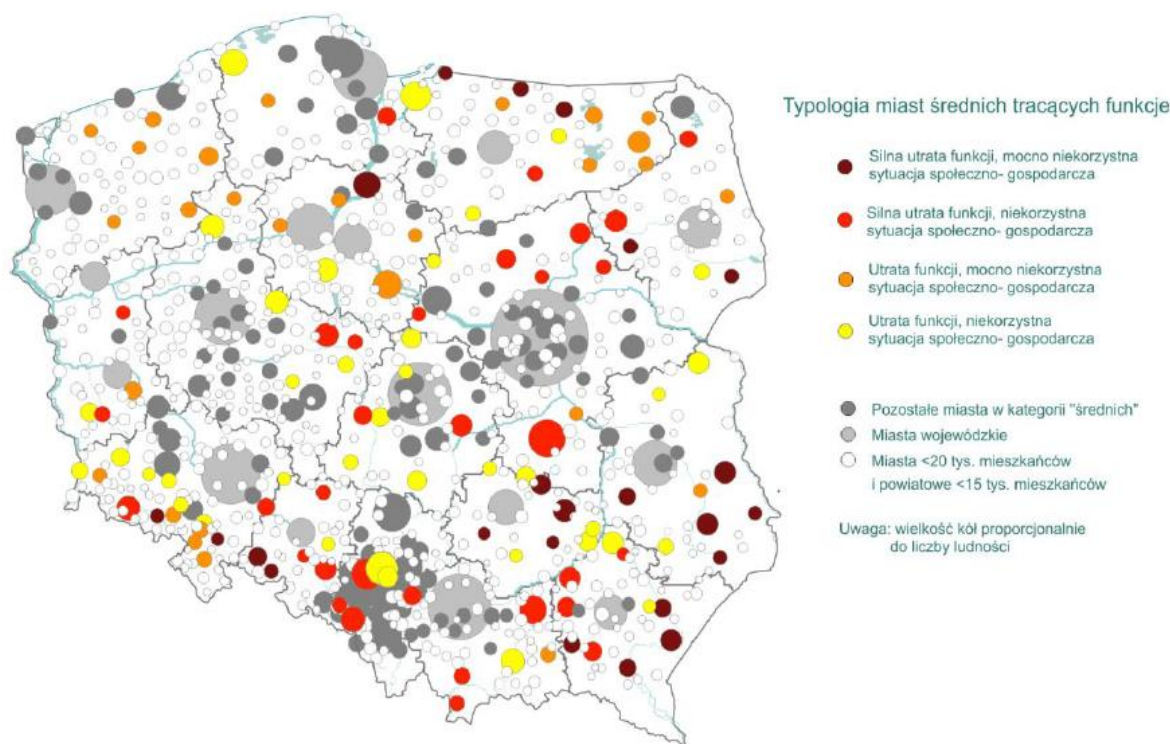 Typologia miast średnich tracących funkcje
Silna utrata funkcji, mocno niekorzystna
sytuacja społeczno- gospodarcza
Silna utrata funkcji, niekorzystna
sytuacja społeczno- gospodarcza
Utrata funkcji, mocno niekorzystna
sytuacja społeczno- gospodarcza
Utrata funkcji, niekorzystna
sytuacja społeczno- gospodarcza
Pozostałe miasta w kategorii "średnich"
Miasta wojewódzkie
Miasta <20 tys. mieszkańców
i powiatowe <15 tys. mieszkańców
Uwaga: wielkość kół proporcjonalnie
do liczby ludności